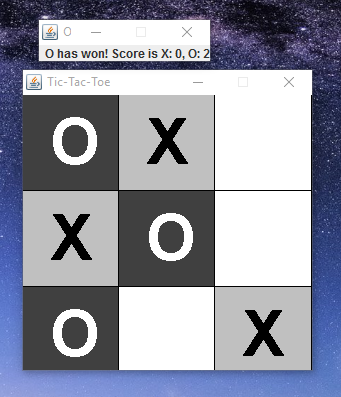 O
O has won! Score is X: 0, O: 2
Tic-Tac-Toe
O X
X O
O X